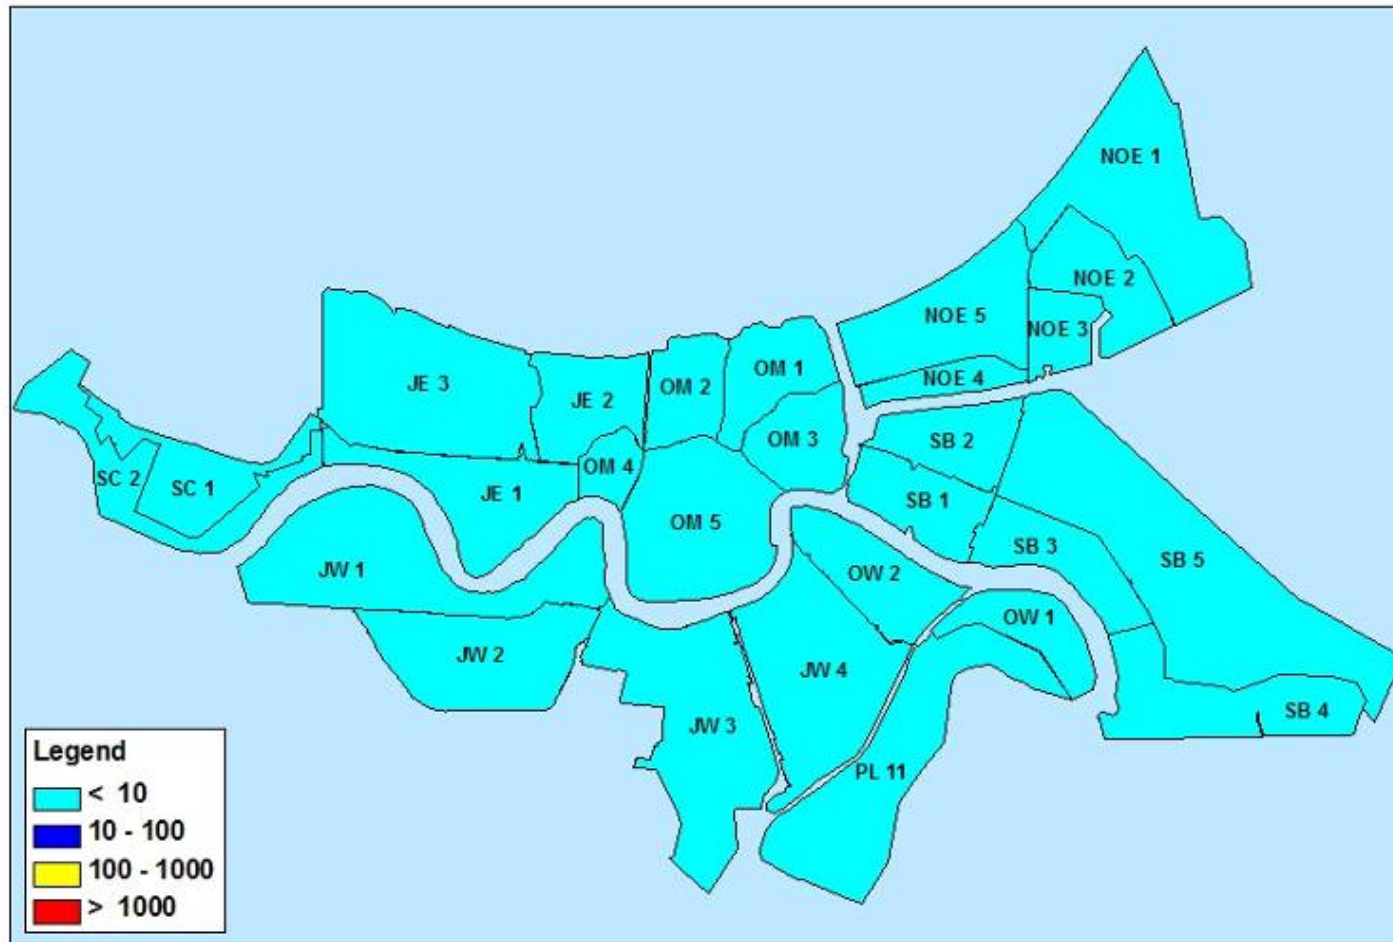 NOE 1
NOE 2
NOE 5
NOE 3
NOE 4
OM 1
OM 2
JE 3
JE 2
OM 3
SB 2
OM 4
SC 2
SC 1
JE 1
SB 1
OM 5
SB 3
SB 5
JW 1
OW 2
OW 1
JW 2
JW 4
SB 4
JW 3
PL 11
Legend
< 10
10 - 100
100 - 1000
> 1000